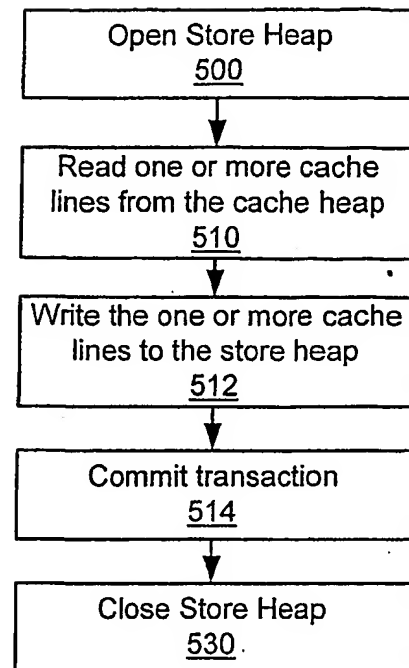 Open Store Heap
500
Read one or more cache
lines from the cache heap
510
Write the one or more cache
lines to the store heap
512
Commit transaction
514
Close Store Heap
530